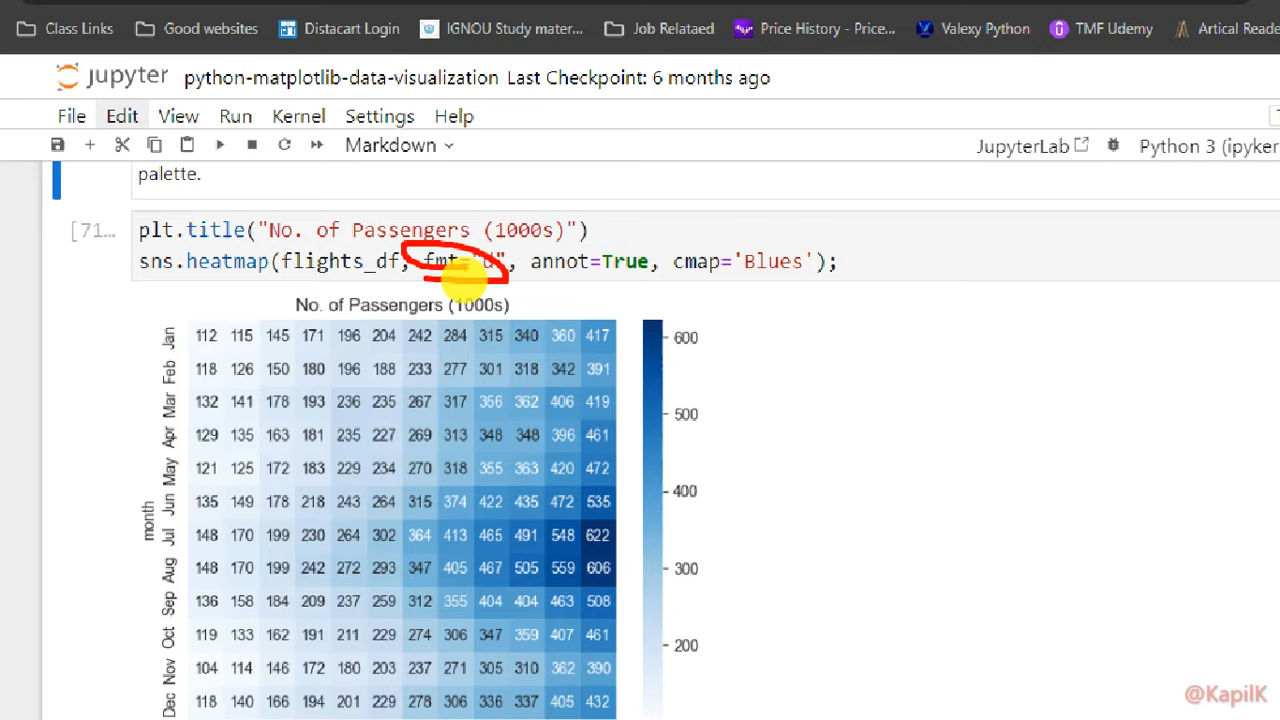 Class Links Good websites Distacart Login IGNOU Study mater... Job Relataed Price History - Price... Valexy Python TMF Udemy Artical Reade
jupyter python-matplotlib-data-visualization Last Checkpoint: 6 months ago
File Edit View Run Kernel Settings Help
Markdown JupyterLab Python 3 (ipyker
palette.
[71... plt.title("No. of Passengers (1000s)")
sns.heatmap(flights_df, fmt="d", annot=True, cmap='Blues');
No. of Passengers (1000s)
Jan 112 115 145 171 196 204 242 284 315 340 360 417 600
Feb 118 126 150 180 196 188 233 277 301 318 342 391
Mar 132 141 178 193 236 235 267 317 356 362 406 419 500
Apr 129 135 163 181 235 227 269 313 348 348 396 461
May 121 125 172 183 229 234 270 318 355 363 420 472
400
Jun 135 149 178 218 243 264 315 374 422 435 472 535
month
Jul 148 170 199 230 264 302 364 413 465 491 548 622
Aug 148 170 199 242 272 293 347 405 467 505 559 606 300
Sep 136 158 184 209 237 259 312 355 404 404 463 508
Oct 119 133 162 191 211 229 274 306 347 359 407 461 200
Nov 104 114 146 172 180 203 237 271 305 310 362 390
Dec 118 140 166 194 201 229 278 306 336 337 405 432
@KapilK